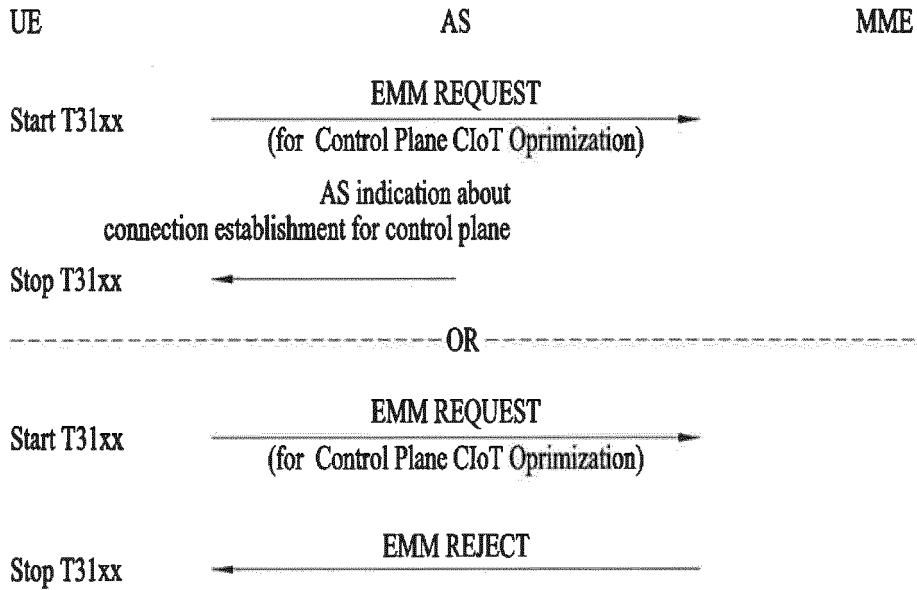 UE AS MME
EMM REQUEST
Start T31xx
(for Control Plane CIoT Oprimization)
AS indication about
connection establishment for control plane
Stop T31xx
OR
EMM REQUEST
Start T31xx
(for Control Plane CIoT Oprimization)
EMM REJECT
Stop T31xx